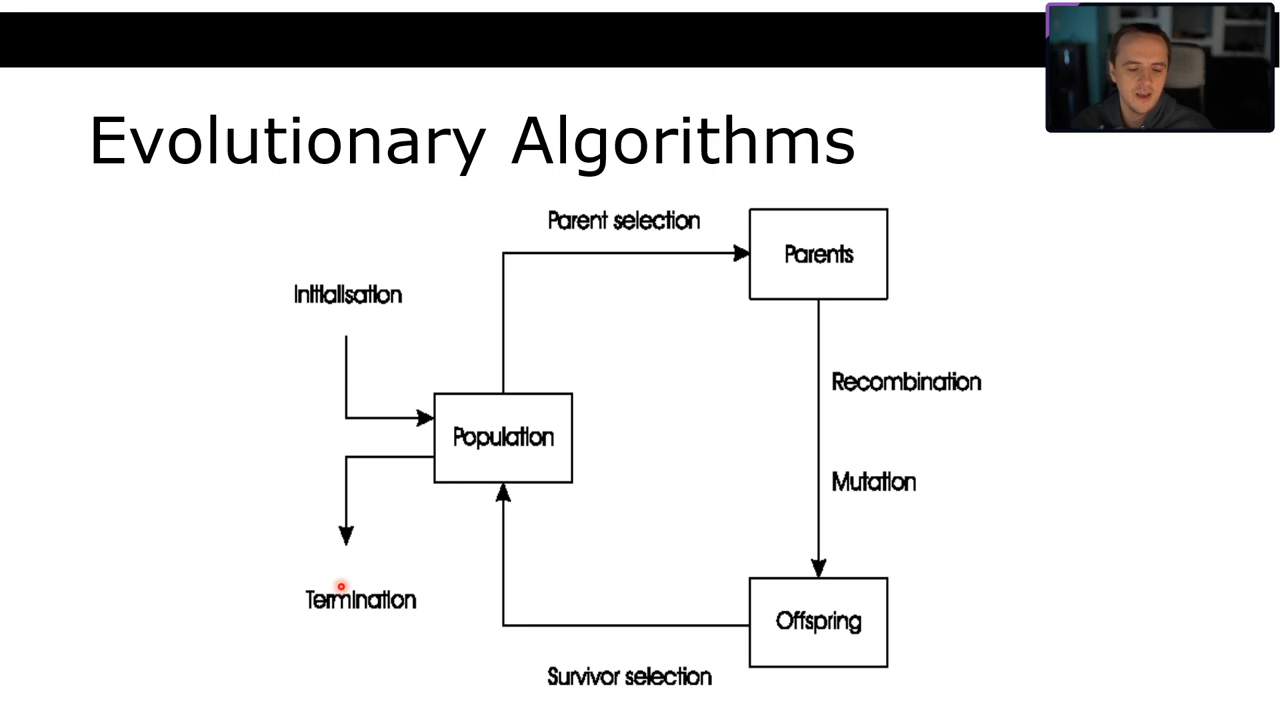 Evolutionary Algorithms
Parent selection
Parents
Initialisation
Recombination
Population
Mutation
Termination
Offspring
Survivor selection